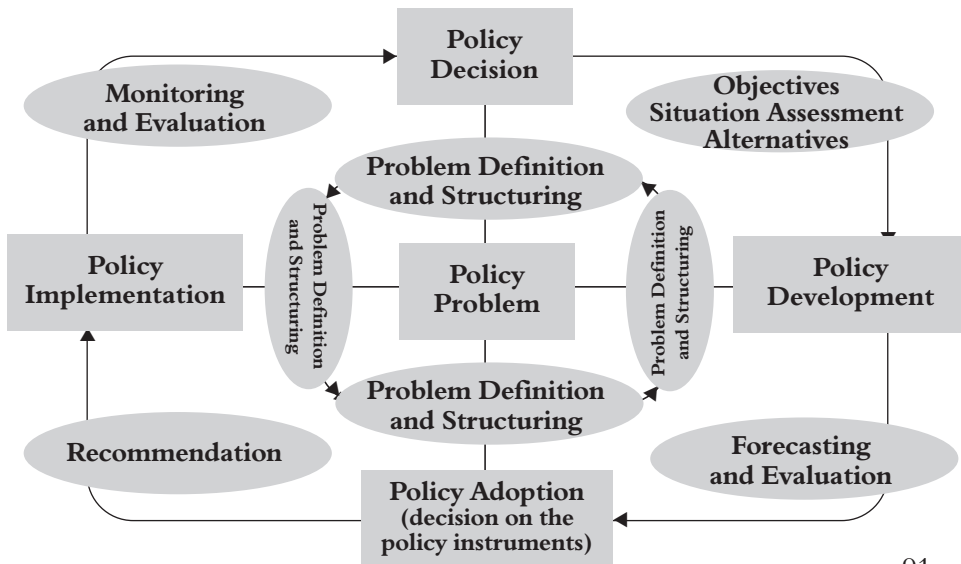 Policy
Decision
Monitoring
and Evaluation
Objectives
Situation Assessment
Alternatives
Problem Definition
and Structuring
Problem Definition
and Structuring
Problem Definition
and Structuring
Policy
Implementation
Policy
Problem
Policy
Development
Problem Definition
and Structuring
Recommendation
Forecasting
and Evaluation
Policy Adoption
(decision on the
policy instruments)